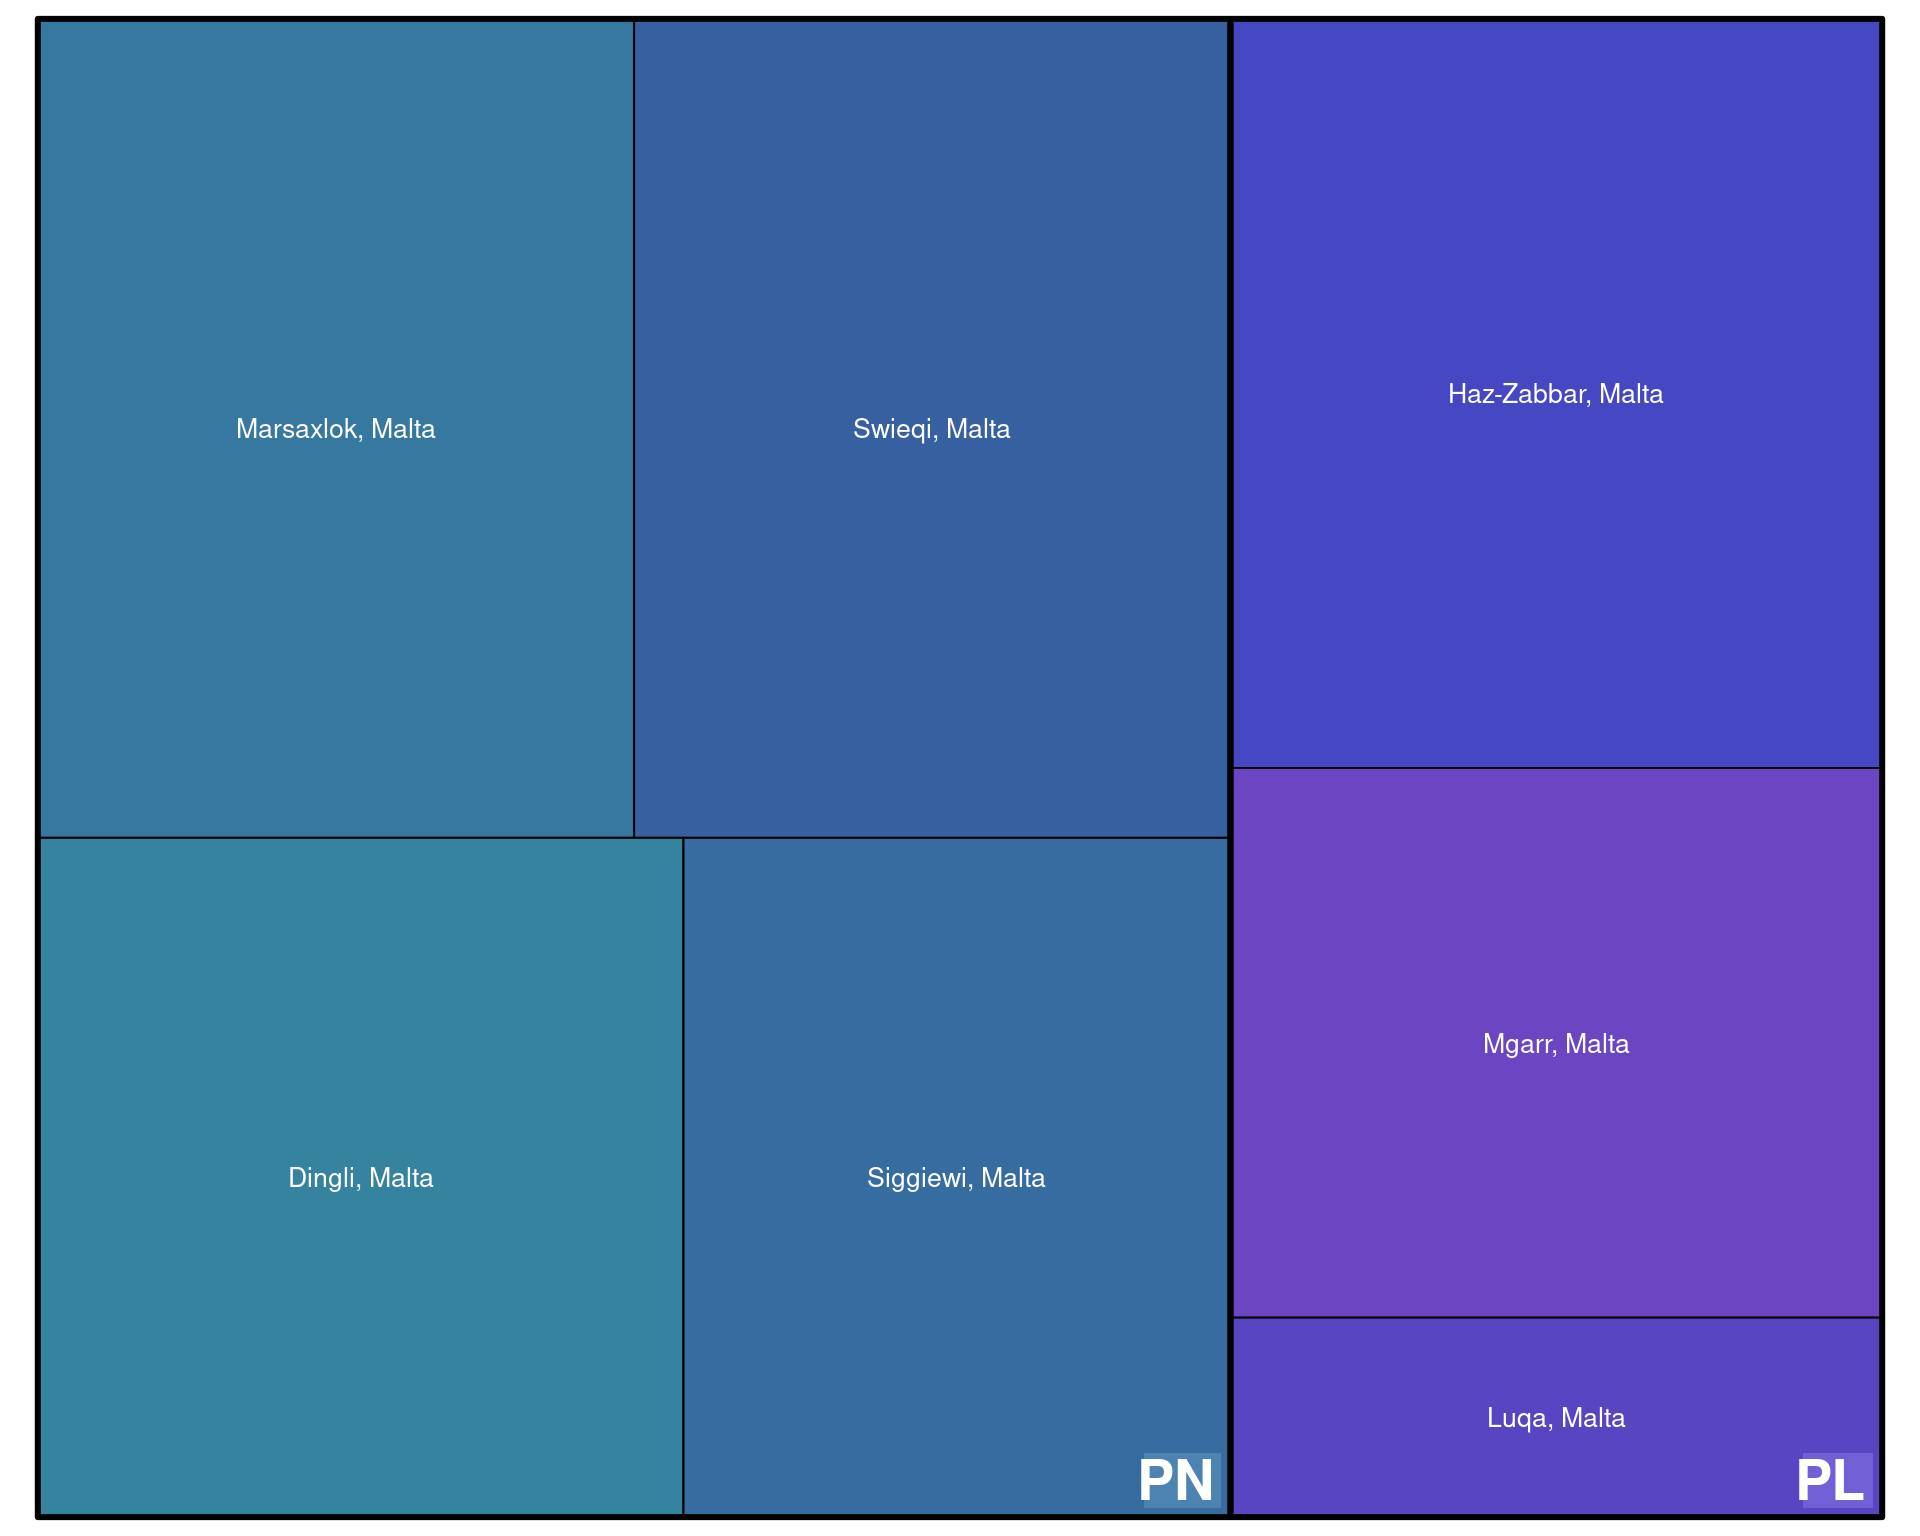 Marsaxlok, Malta
Swieqi, Malta
Haz-Zabbar, Malta
Mgarr, Malta
Dingli, Malta
Siggiewi, Malta
Luqa, Malta
PN
PL